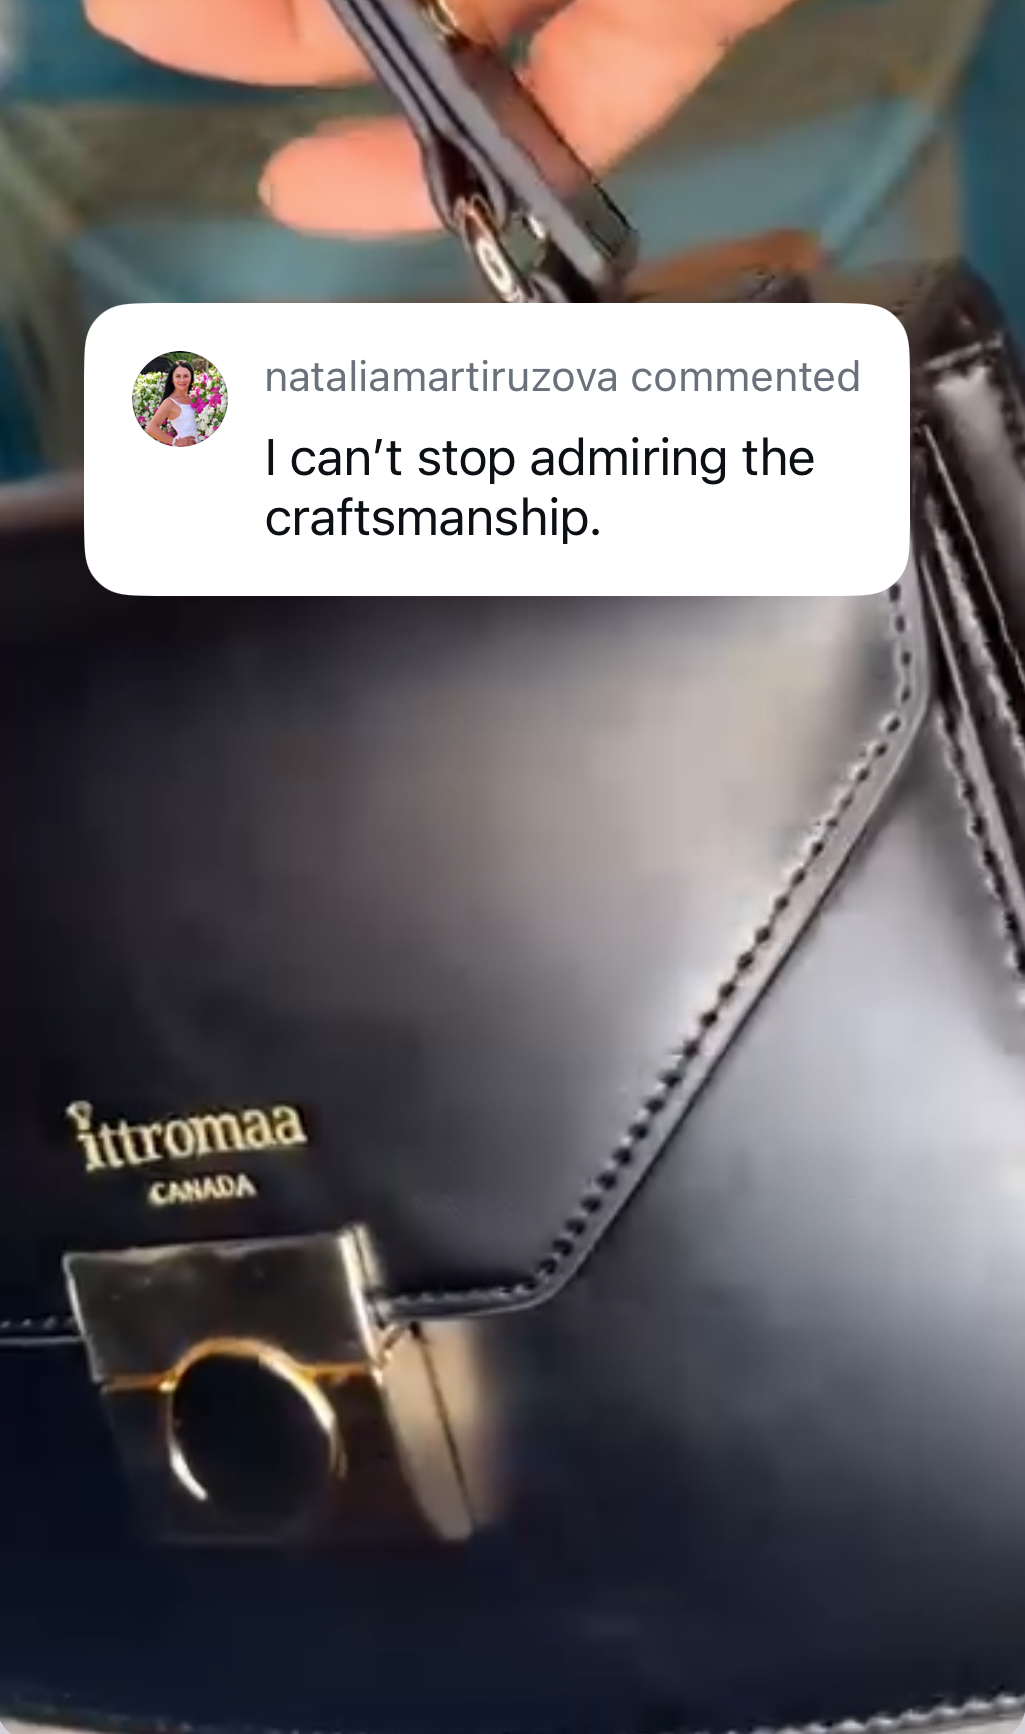 nataliamartiruzova commented
I can’t stop admiring the
craftsmanship.
ittromaa
CANADA